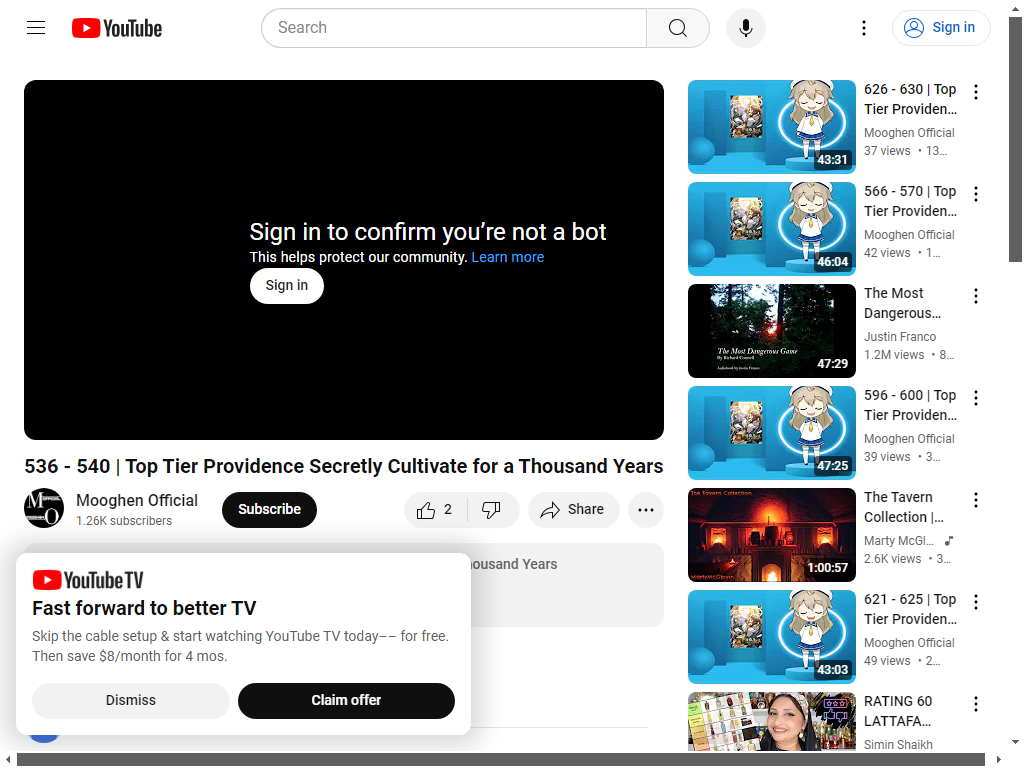 YouTube
Search
Sign in
Sign in to confirm you’re not a bot
This helps protect our community. Learn more
Sign in
536 - 540 | Top Tier Providence Secretly Cultivate for a Thousand Years
Mooghen Official
1.26K subscribers
Subscribe
2
Share
ousand Years
YouTube TV
Fast forward to better TV
Skip the cable setup & start watching YouTube TV today–– for free.
Then save $8/month for 4 mos.
Dismiss
Claim offer
43:31
626 - 630 | Top
Tier Providen...
Mooghen Official
37 views • 13...
46:04
566 - 570 | Top
Tier Providen...
Mooghen Official
42 views • 1...
The Most Dangerous Game
By Richard Connell
Audiobook by Justin Franco
47:29
The Most
Dangerous...
Justin Franco
1.2M views • 8...
47:25
596 - 600 | Top
Tier Providen...
Mooghen Official
39 views • 3...
The Tavern Collection
MartyMcGlavin
1:00:57
The Tavern
Collection |...
Marty McGl...
2.6K views • 3...
43:03
621 - 625 | Top
Tier Providen...
Mooghen Official
49 views • 2...
RATING 60
LATTAFA...
Simin Shaikh